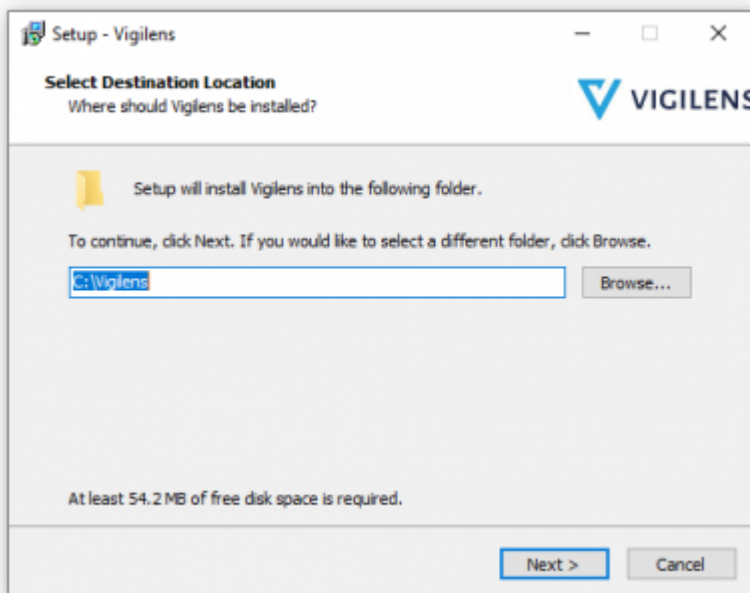 Setup - Vigilens
Select Destination Location
Where should Vigilens be installed?
VIGILENS
Setup will install Vigilens into the following folder.
To continue, click Next. If you would like to select a different folder, click Browse.
C:\Vigilens
Browse...
At least 54.2 MB of free disk space is required.
Next >
Cancel